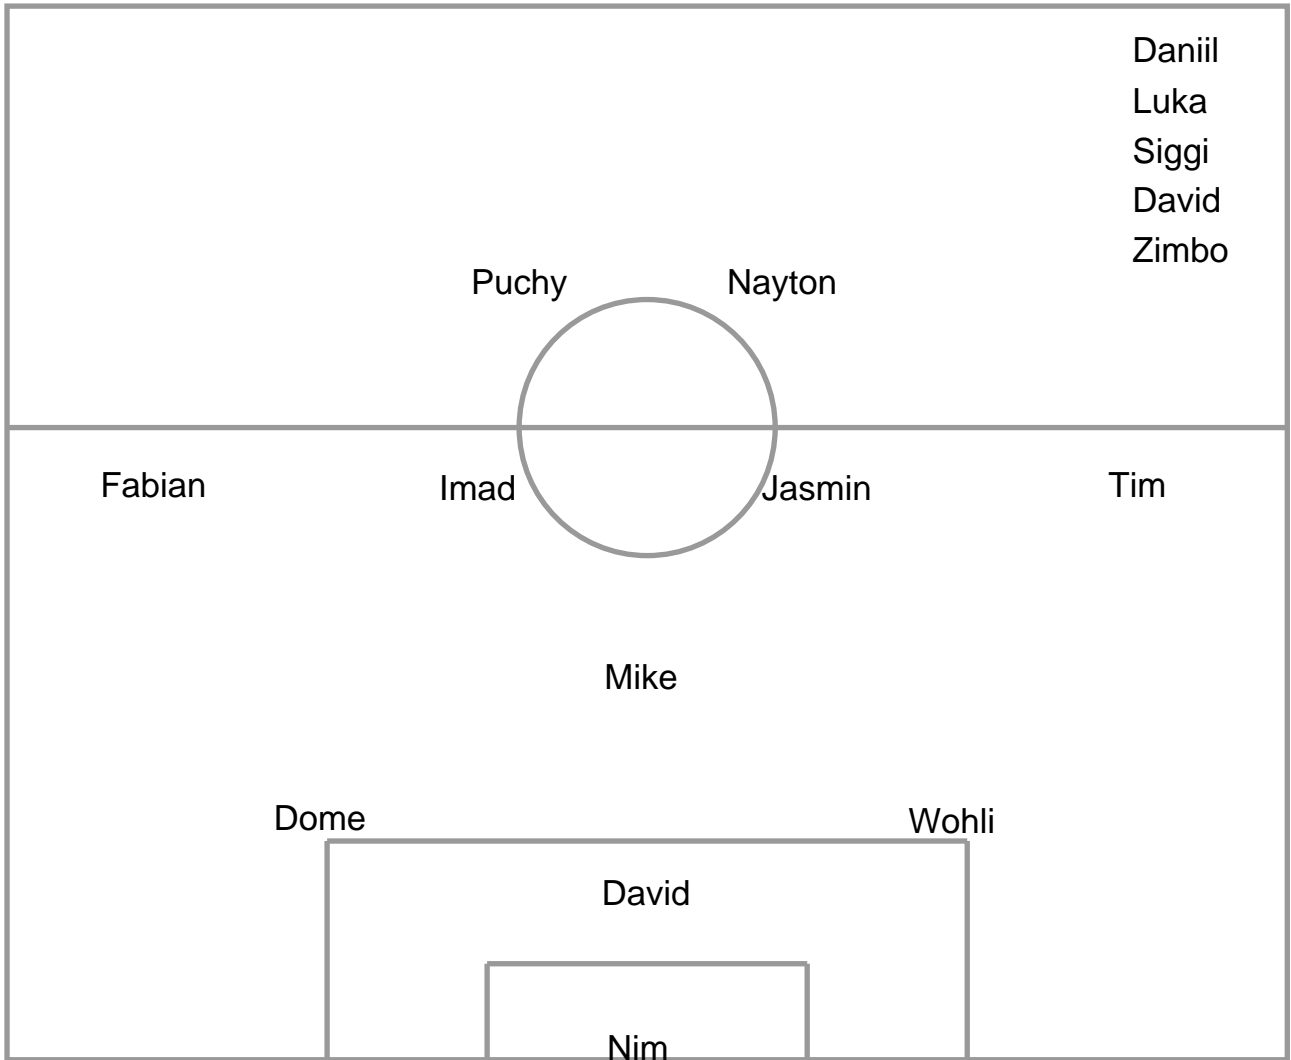 Daniil
Luka
Siggi
David
Zimbo
Puchy Nayton
Fabian Imad Jasmin Tim
Mike
Dome Wohli
David
Nim